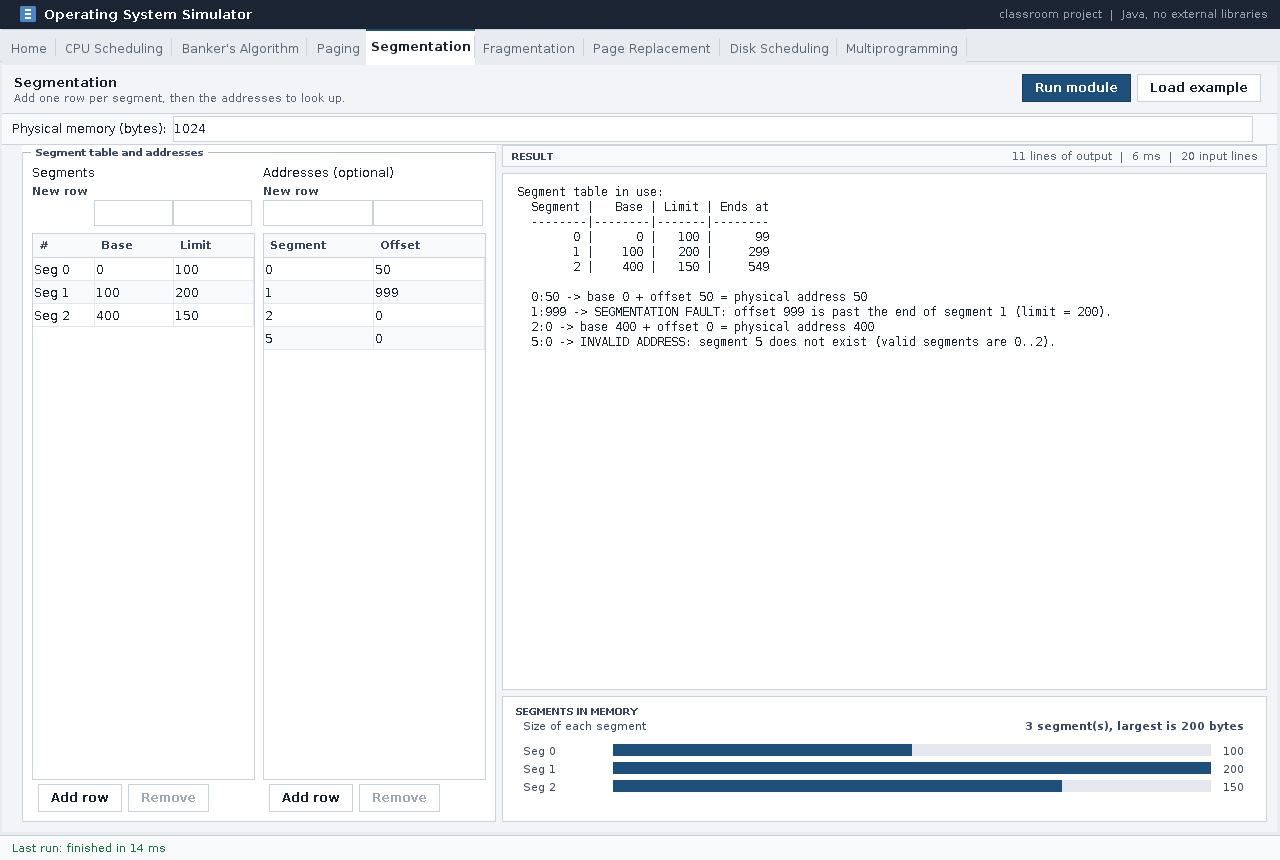 Operating System Simulator
classroom project | Java, no external libraries
Home CPU Scheduling Banker's Algorithm Paging Segmentation Fragmentation Page Replacement Disk Scheduling Multiprogramming
Segmentation
Add one row per segment, then the addresses to look up.
Run module Load example
Physical memory (bytes): 1024
Segment table and addresses
Segments
New row
# Base Limit
Seg 0 0 100
Seg 1 100 200
Seg 2 400 150
Add row Remove
Addresses (optional)
New row
Segment Offset
0 50
1 999
2 0
5 0
Add row Remove
RESULT 11 lines of output | 6 ms | 20 input lines
Segment table in use:
Segment | Base | Limit | Ends at
--------|--------|-------|--------
0 | 0 | 100 | 99
1 | 100 | 200 | 299
2 | 400 | 150 | 549
0:50 -> base 0 + offset 50 = physical address 50
1:999 -> SEGMENTATION FAULT: offset 999 is past the end of segment 1 (limit = 200).
2:0 -> base 400 + offset 0 = physical address 400
5:0 -> INVALID ADDRESS: segment 5 does not exist (valid segments are 0..2).
SEGMENTS IN MEMORY
Size of each segment 3 segment(s), largest is 200 bytes
Seg 0 100
Seg 1 200
Seg 2 150
Last run: finished in 14 ms